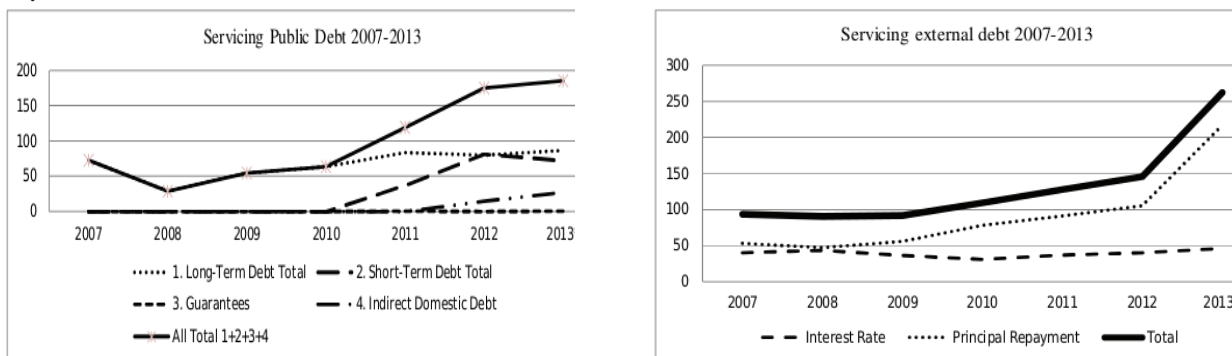 Servicing Public Debt 2007-2013
200
150
100
50
0
2007 2008 2009 2010 2011 2012 2013
1. Long-Term Debt Total 2. Short-Term Debt Total
3. Guarantees 4. Indirect Domestic Debt
All Total 1+2+3+4
Servicing external debt 2007-2013
300
250
200
150
100
50
0
2007 2008 2009 2010 2011 2012 2013
Interest Rate Principal Repayment Total